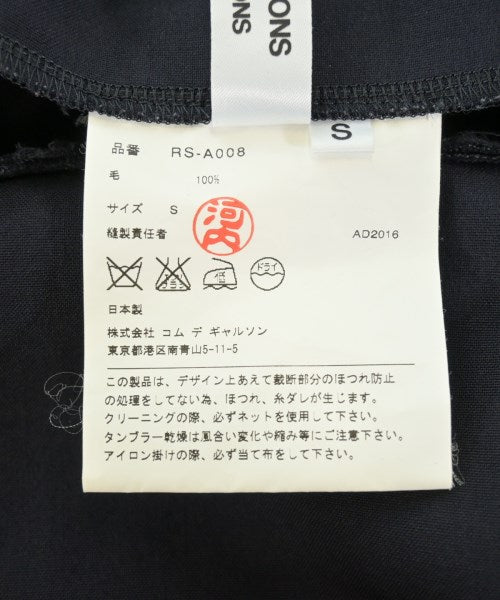 ONS
IONS
S
品番 RS-A008
毛 100%
サイズ S
河内
縫製責任者
AD2016
低
ドライ
日本製
株式会社 コム デ ギャルソン
東京都港区南青山5-11-5
この製品は、デザイン上あえて裁断部分のほつれ防止
の処理をしてない為、ほつれ、糸ダレが生じます。
クリーニングの際、必ずネットを使用して下さい。
タンブラー乾燥は風合い変化や縮み等にご注意下さい。
アイロン掛けの際、必ず当て布をして下さい。